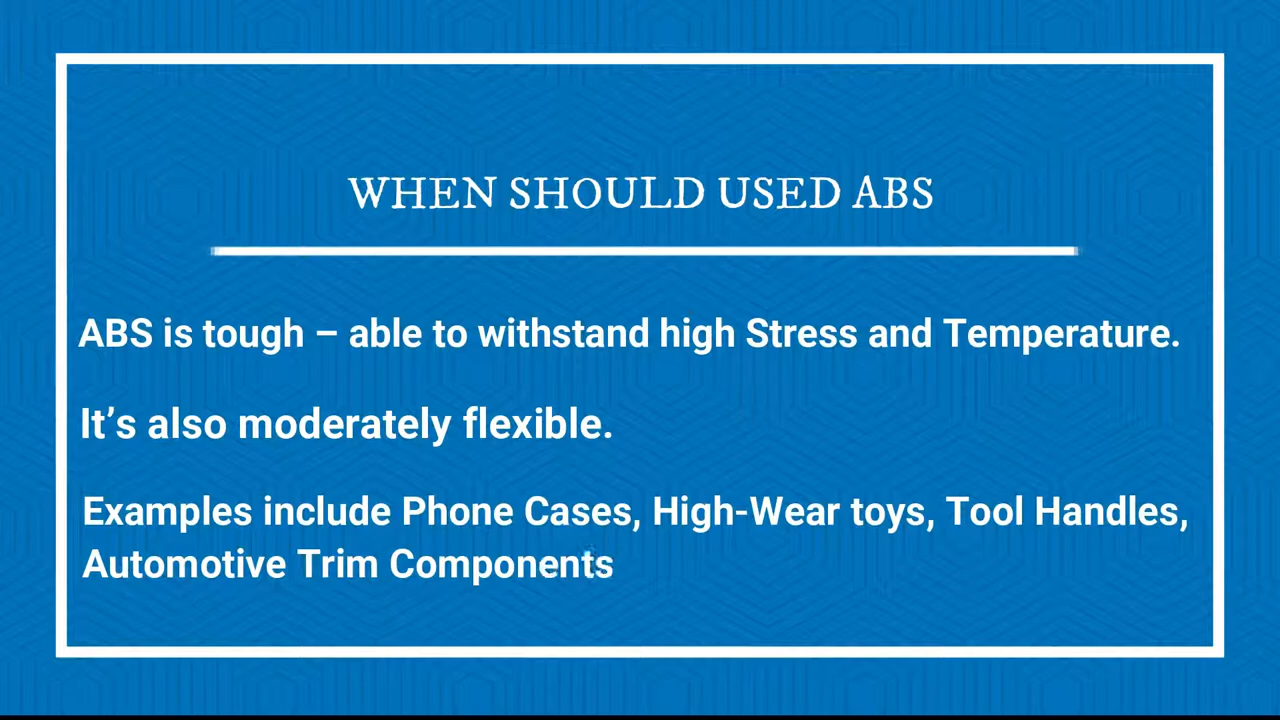 WHEN SHOULD USED ABS
ABS is tough – able to withstand high Stress and Temperature.
It’s also moderately flexible.
Examples include Phone Cases, High-Wear toys, Tool Handles,
Automotive Trim Components